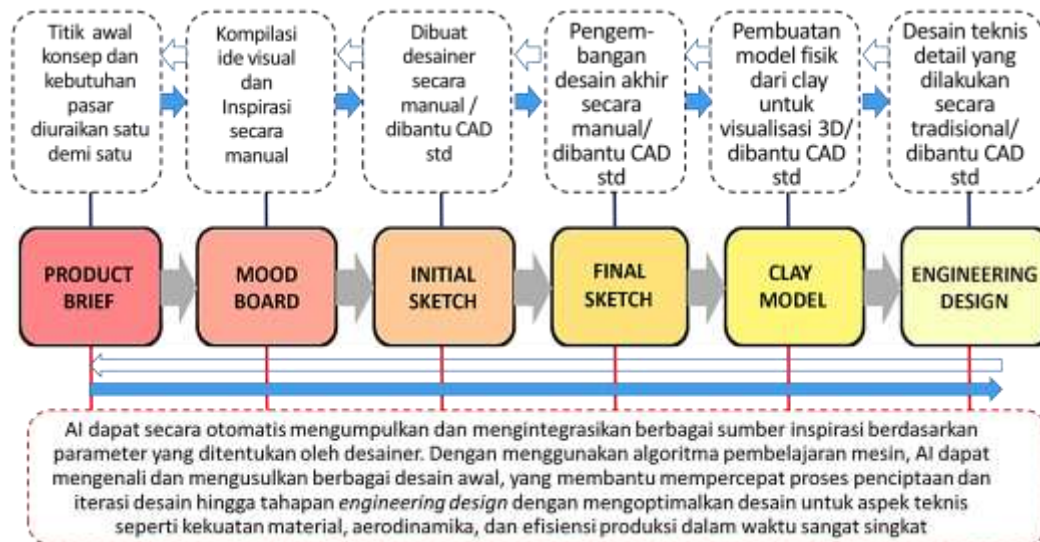 Titik awal
konsep dan
kebutuhan
pasar
diuraikan satu
demi satu
Kompilasi
ide visual
dan
Inspirasi
secara
manual
Dibuat
desainer
secara
manual /
dibantu CAD
std
Pengem-
bangan
desain akhir
secara
manual/
dibantu CAD
std
Pembuatan
model fisik
dari clay
untuk
visualisasi 3D/
dibantu CAD
std
Desain teknis
detail yang
dilakukan
secara
tradisional/
dibantu CAD
std
PRODUCT
BRIEF
MOOD
BOARD
INITIAL
SKETCH
FINAL
SKETCH
CLAY
MODEL
ENGINEERING
DESIGN
AI dapat secara otomatis mengumpulkan dan mengintegrasikan berbagai sumber inspirasi berdasarkan
parameter yang ditentukan oleh desainer. Dengan menggunakan algoritma pembelajaran mesin, AI dapat
mengenali dan mengusulkan berbagai desain awal, yang membantu mempercepat proses penciptaan dan
iterasi desain hingga tahapan engineering design dengan mengoptimalkan desain untuk aspek teknis
seperti kekuatan material, aerodinamika, dan efisiensi produksi dalam waktu sangat singkat